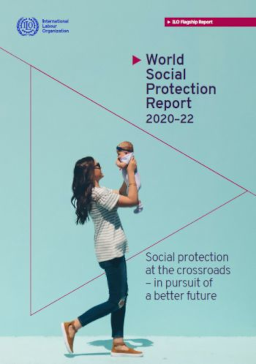 International
Labour
Organization
▶ ILO Flagship Report
▶ World
Social
Protection
Report
2020–22
Social protection
at the crossroads
– in pursuit of
a better future